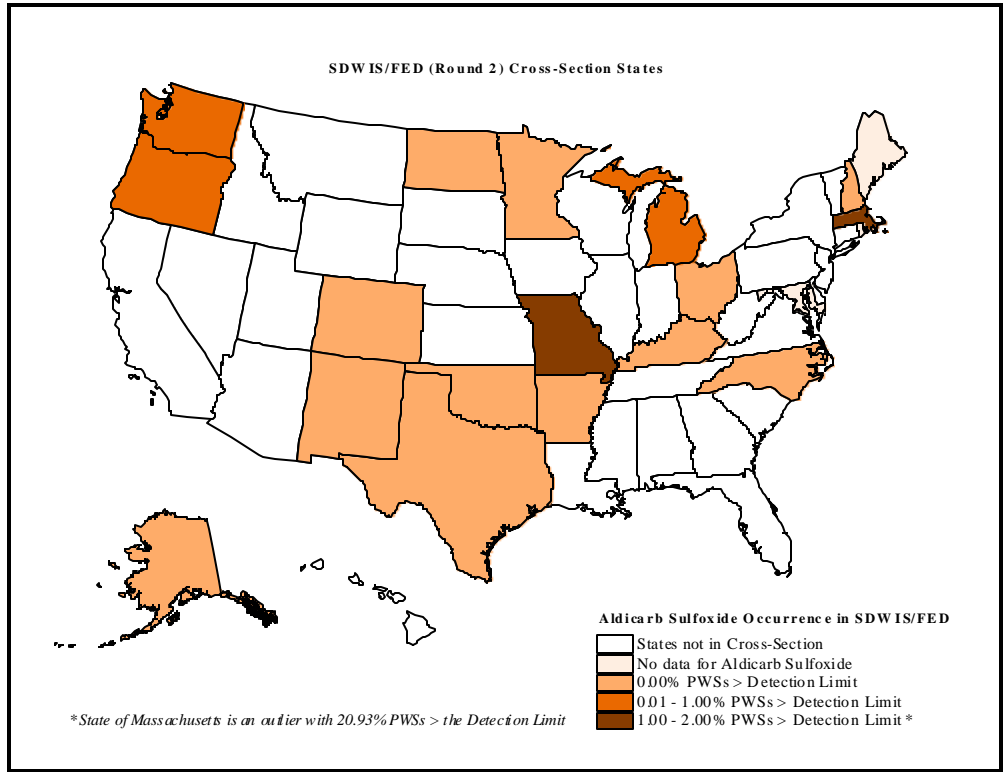 SDWIS/FED (Round 2) Cross-Section States
Aldicarb Sulfoxide Occurrence in SDWIS/FED
States not in Cross-Section
No data for Aldicarb Sulfoxide
0.00% PWSs > Detection Limit
0.01 - 1.00% PWSs > Detection Limit
1.00 - 2.00% PWSs > Detection Limit *
*State of Massachusetts is an outlier with 20.93% PWSs > the Detection Limit